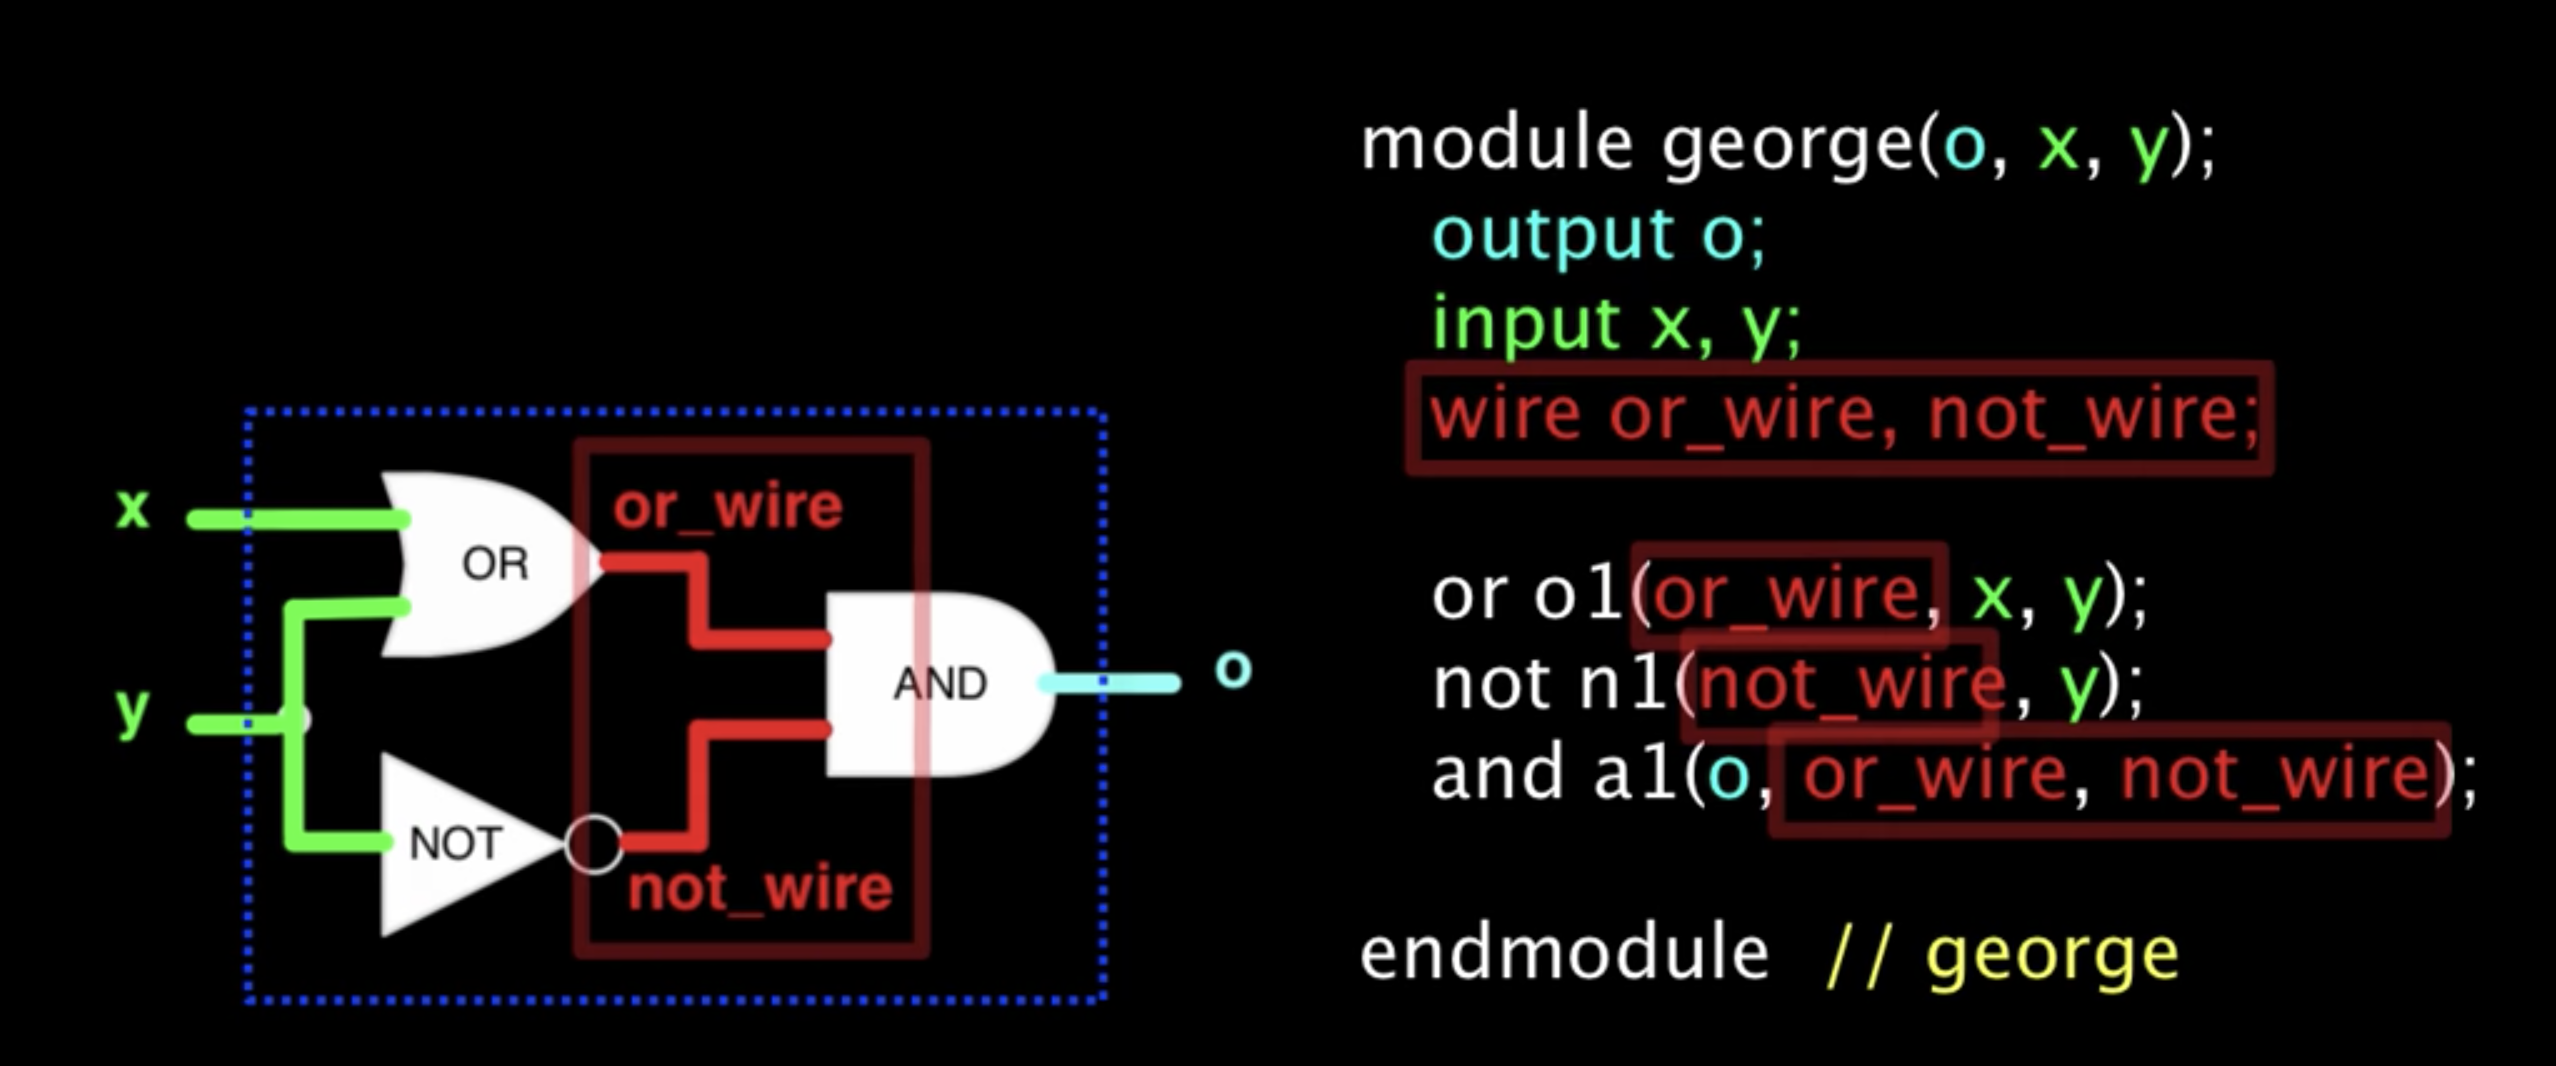 x
y
OR
NOT
or_wire
not_wire
AND
o
module george(o, x, y);
output o;
input x, y;
wire or_wire, not_wire;
or o1(or_wire, x, y);
not n1(not_wire, y);
and a1(o, or_wire, not_wire);
endmodule // george